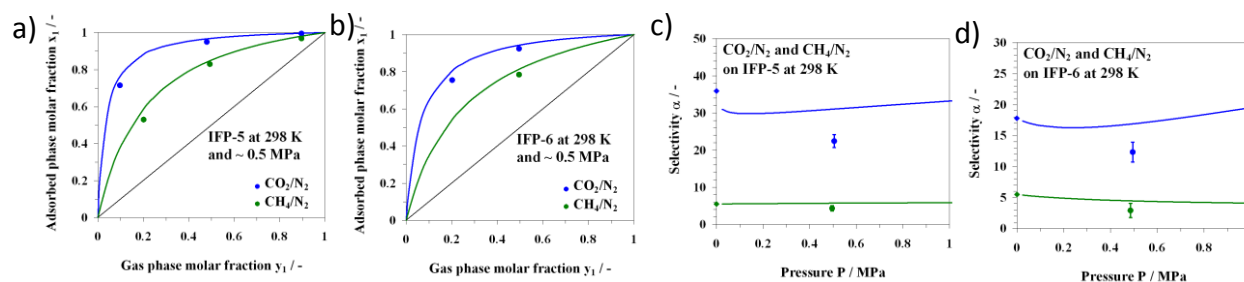 a)
Adsorbed phase molar fraction x₁ / -
1
0.8
0.6
0.4
0.2
0
IFP-5 at 298 K
and ~ 0.5 MPa
CO₂/N₂
CH₄/N₂
0 0.2 0.4 0.6 0.8 1
Gas phase molar fraction y₁ / -
b)
Adsorbed phase molar fraction x₁ / -
1
0.8
0.6
0.4
0.2
0
IFP-6 at 298 K
and ~ 0.5 MPa
CO₂/N₂
CH₄/N₂
0 0.2 0.4 0.6 0.8 1
Gas phase molar fraction y₁ / -
c)
Selectivity α / -
50
40
30
20
10
0
CO₂/N₂ and CH₄/N₂
on IFP-5 at 298 K
0 0.2 0.4 0.6 0.8 1
Pressure P / MPa
d)
Selectivity α / -
30
25
20
15
10
5
0
CO₂/N₂ and CH₄/N₂
on IFP-6 at 298 K
0 0.2 0.4 0.6 0.8
Pressure P / MPa